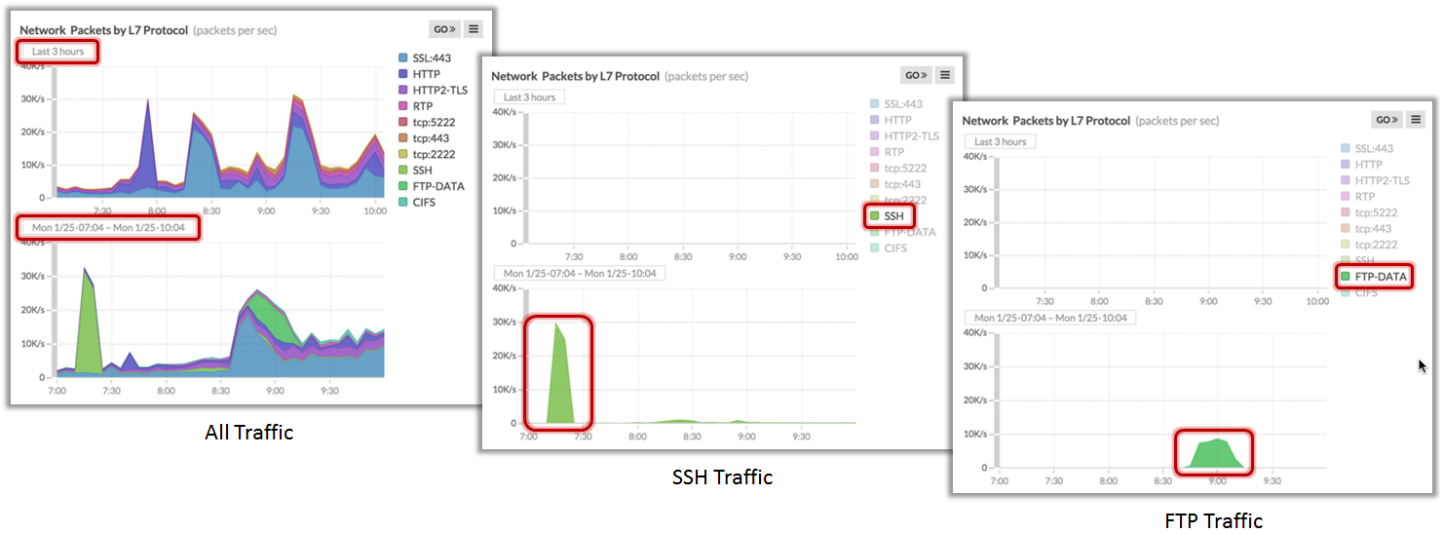 Network Packets by L7 Protocol (packets per sec)
GO »
Last 3 hours
40K/s
30K/s
20K/s
10K/s
0
7:30 8:00 8:30 9:00 9:30 10:00
SSL:443
HTTP
HTTP2-TLS
RTP
tcp:5222
tcp:443
tcp:2222
SSH
FTP-DATA
CIFS
Mon 1/25·07:04 – Mon 1/25·10:04
40K/s
30K/s
20K/s
10K/s
0
7:00 7:30 8:00 8:30 9:00 9:30
All Traffic
Network Packets by L7 Protocol (packets per sec)
GO »
Last 3 hours
40K/s
30K/s
20K/s
10K/s
0
7:30 8:00 8:30 9:00 9:30 10:00
SSL:443
HTTP
HTTP2-TLS
RTP
tcp:5222
tcp:443
tcp:2222
SSH
FTP-DATA
CIFS
Mon 1/25·07:04 – Mon 1/25·10:04
40K/s
30K/s
20K/s
10K/s
0
7:00 7:30 8:00 8:30 9:00 9:30
SSH Traffic
Network Packets by L7 Protocol (packets per sec)
GO »
Last 3 hours
40K/s
30K/s
20K/s
10K/s
0
7:30 8:00 8:30 9:00 9:30 10:00
SSL:443
HTTP
HTTP2-TLS
RTP
tcp:5222
tcp:443
tcp:2222
SSH
FTP-DATA
CIFS
Mon 1/25·07:04 – Mon 1/25·10:04
40K/s
30K/s
20K/s
10K/s
0
7:00 7:30 8:00 8:30 9:00 9:30
FTP Traffic